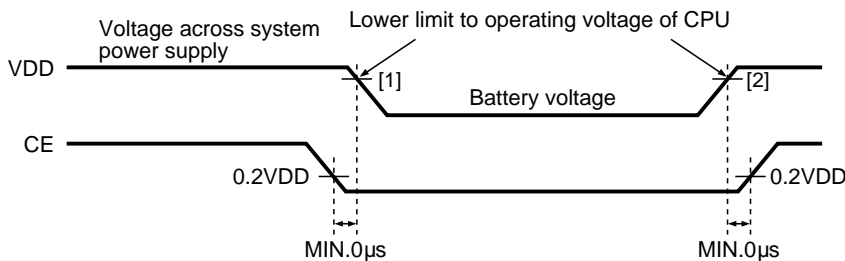 Voltage across system
power supply
Lower limit to operating voltage of CPU
VDD
[1]
[2]
Battery voltage
CE
0.2VDD
0.2VDD
MIN.0µs
MIN.0µs